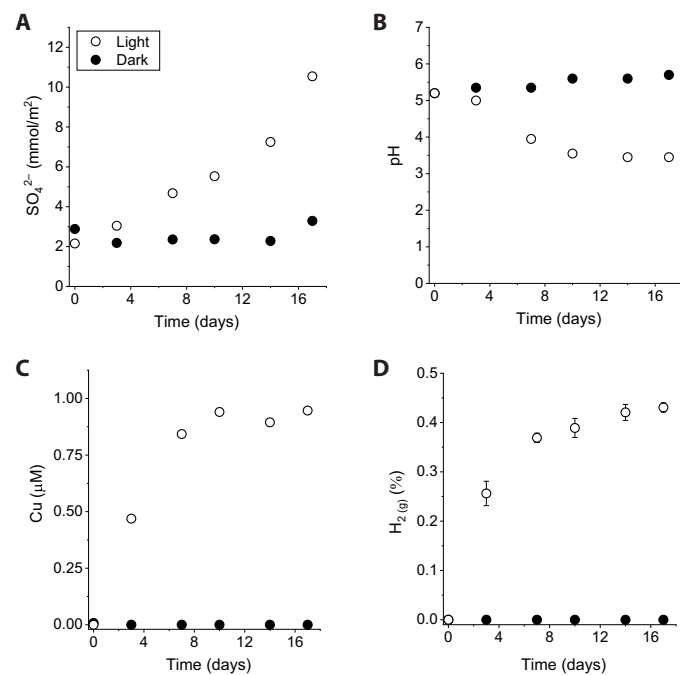 A
Light
Dark
12
10
8
6
4
2
0
SO₄²⁻ (mmol/m²)
0 4 8 12 16
Time (days)
B
7
6
5
4
3
2
1
0
pH
0 4 8 12 16
Time (days)
C
1.00
0.75
0.50
0.25
0.00
Cu (μM)
0 4 8 12 16
Time (days)
D
0.5
0.4
0.3
0.2
0.1
0.0
H₂ (g) (%)
0 4 8 12 16
Time (days)